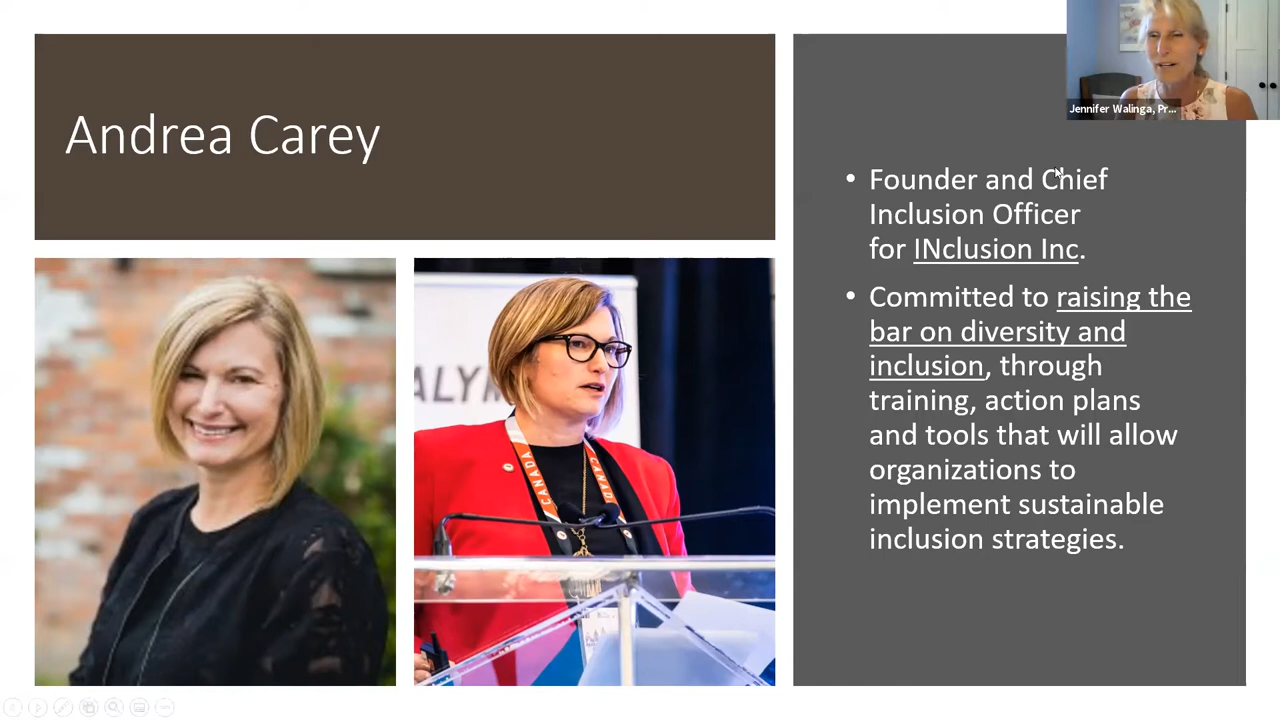 Andrea Carey
Jennifer Walinga, Pr...
• Founder and Chief
Inclusion Officer
for INclusion Inc.
• Committed to raising the
bar on diversity and
inclusion, through
training, action plans
and tools that will allow
organizations to
implement sustainable
inclusion strategies.
ALYM
CANADA
CANAD